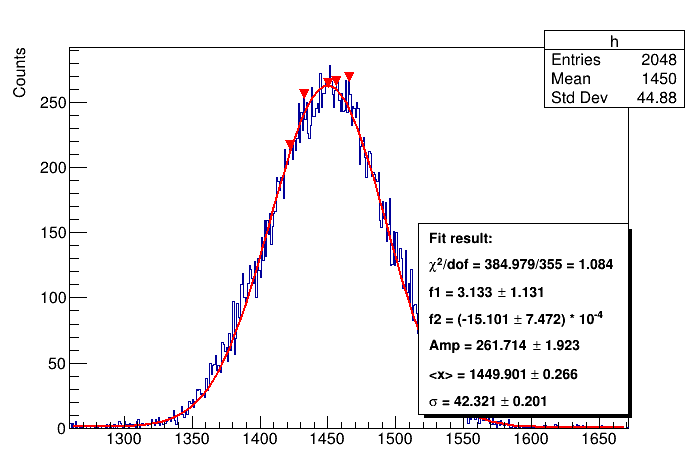 h
Entries 2048
Mean 1450
Std Dev 44.88
Counts
250
200
150
100
50
0
Fit result:
χ²/dof = 384.979/355 = 1.084
f1 = 3.133 ± 1.131
f2 = (-15.101 ± 7.472) * 10⁻⁴
Amp = 261.714 ± 1.923
<x> = 1449.901 ± 0.266
σ = 42.321 ± 0.201
1300 1350 1400 1450 1500 1550 1600 1650